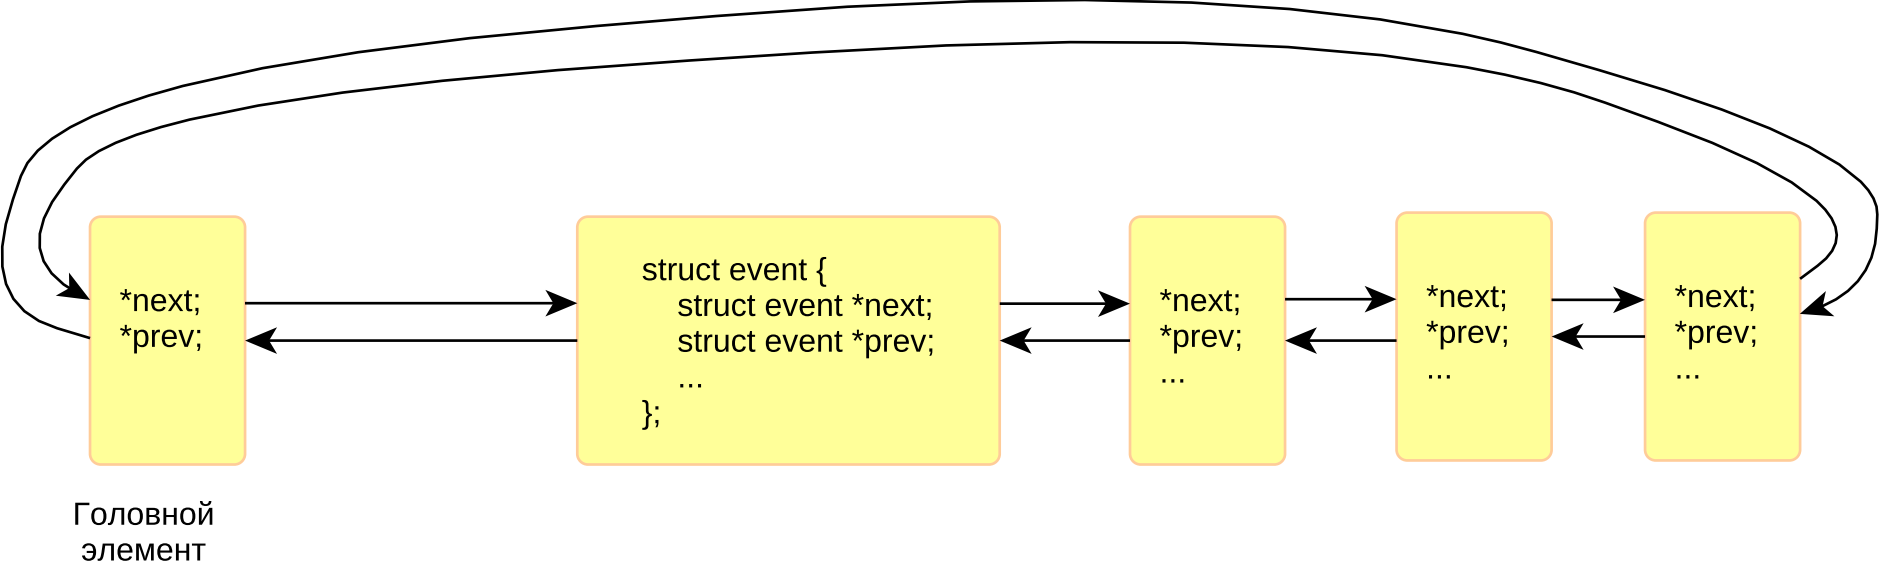 *next;
*prev;
struct event {
struct event *next;
struct event *prev;
...
};
*next;
*prev;
...
*next;
*prev;
...
*next;
*prev;
...
Головной
элемент